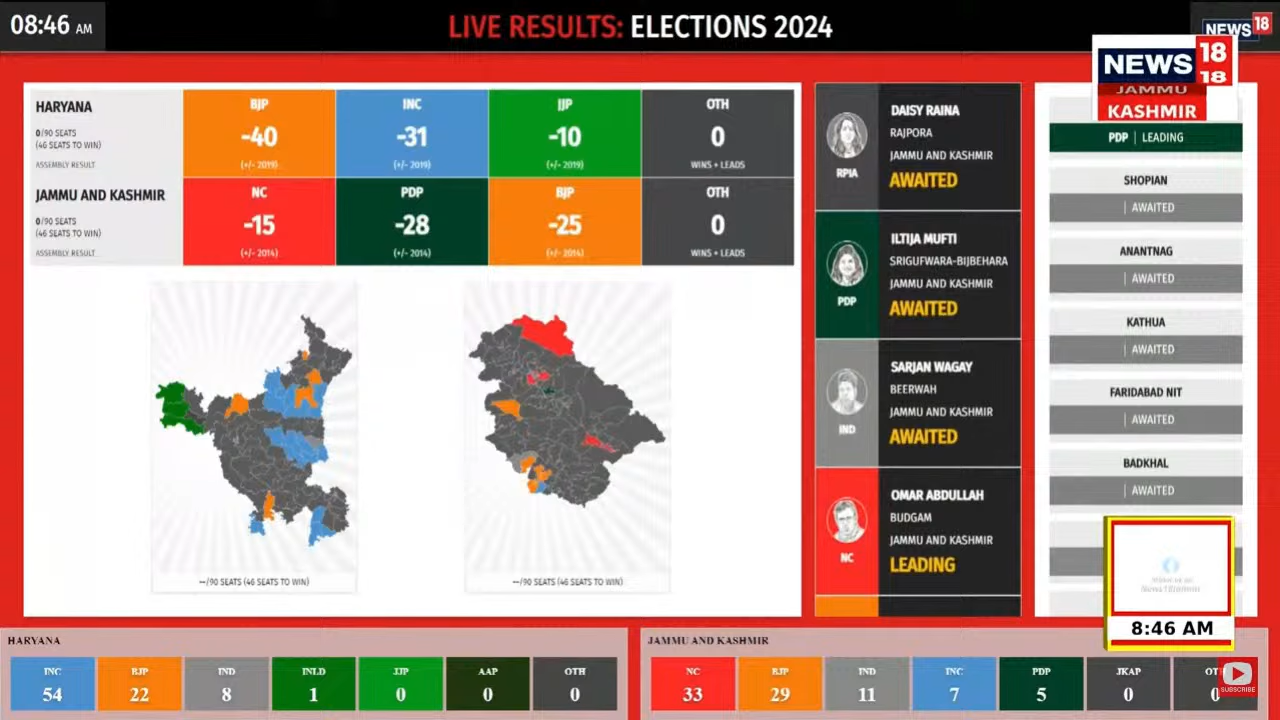 08:46 AM
LIVE RESULTS: ELECTIONS 2024
NEWS 18
NEWS 18
18
JAMMU
KASHMIR
HARYANA
0/90 SEATS
(46 SEATS TO WIN)
ASSEMBLY RESULT
BJP
-40
(+/- 2019)
INC
-31
(+/- 2019)
JJP
-10
(+/- 2019)
OTH
0
WINS + LEADS
JAMMU AND KASHMIR
0/90 SEATS
(46 SEATS TO WIN)
ASSEMBLY RESULT
NC
-15
(+/- 2014)
PDP
-28
(+/- 2014)
BJP
-25
(+/- 2014)
OTH
0
WINS + LEADS
--/90 SEATS (46 SEATS TO WIN)
--/90 SEATS (46 SEATS TO WIN)
RPIA
DAISY RAINA
RAJPORA
JAMMU AND KASHMIR
AWAITED
PDP
ILTIJA MUFTI
SRIGUFWARA-BIJBEHARA
JAMMU AND KASHMIR
AWAITED
IND
SARJAN WAGAY
BEERWAH
JAMMU AND KASHMIR
AWAITED
NC
OMAR ABDULLAH
BUDGAM
JAMMU AND KASHMIR
LEADING
PDP | LEADING
SHOPIAN
| AWAITED
ANANTNAG
| AWAITED
KATHUA
| AWAITED
FARIDABAD NIT
| AWAITED
BADKHAL
| AWAITED
8:46 AM
HARYANA
INC
54
BJP
22
IND
8
INLD
1
JJP
0
AAP
0
OTH
0
JAMMU AND KASHMIR
NC
33
BJP
29
IND
11
INC
7
PDP
5
JKAP
0
OT
0
SUBSCRIBE